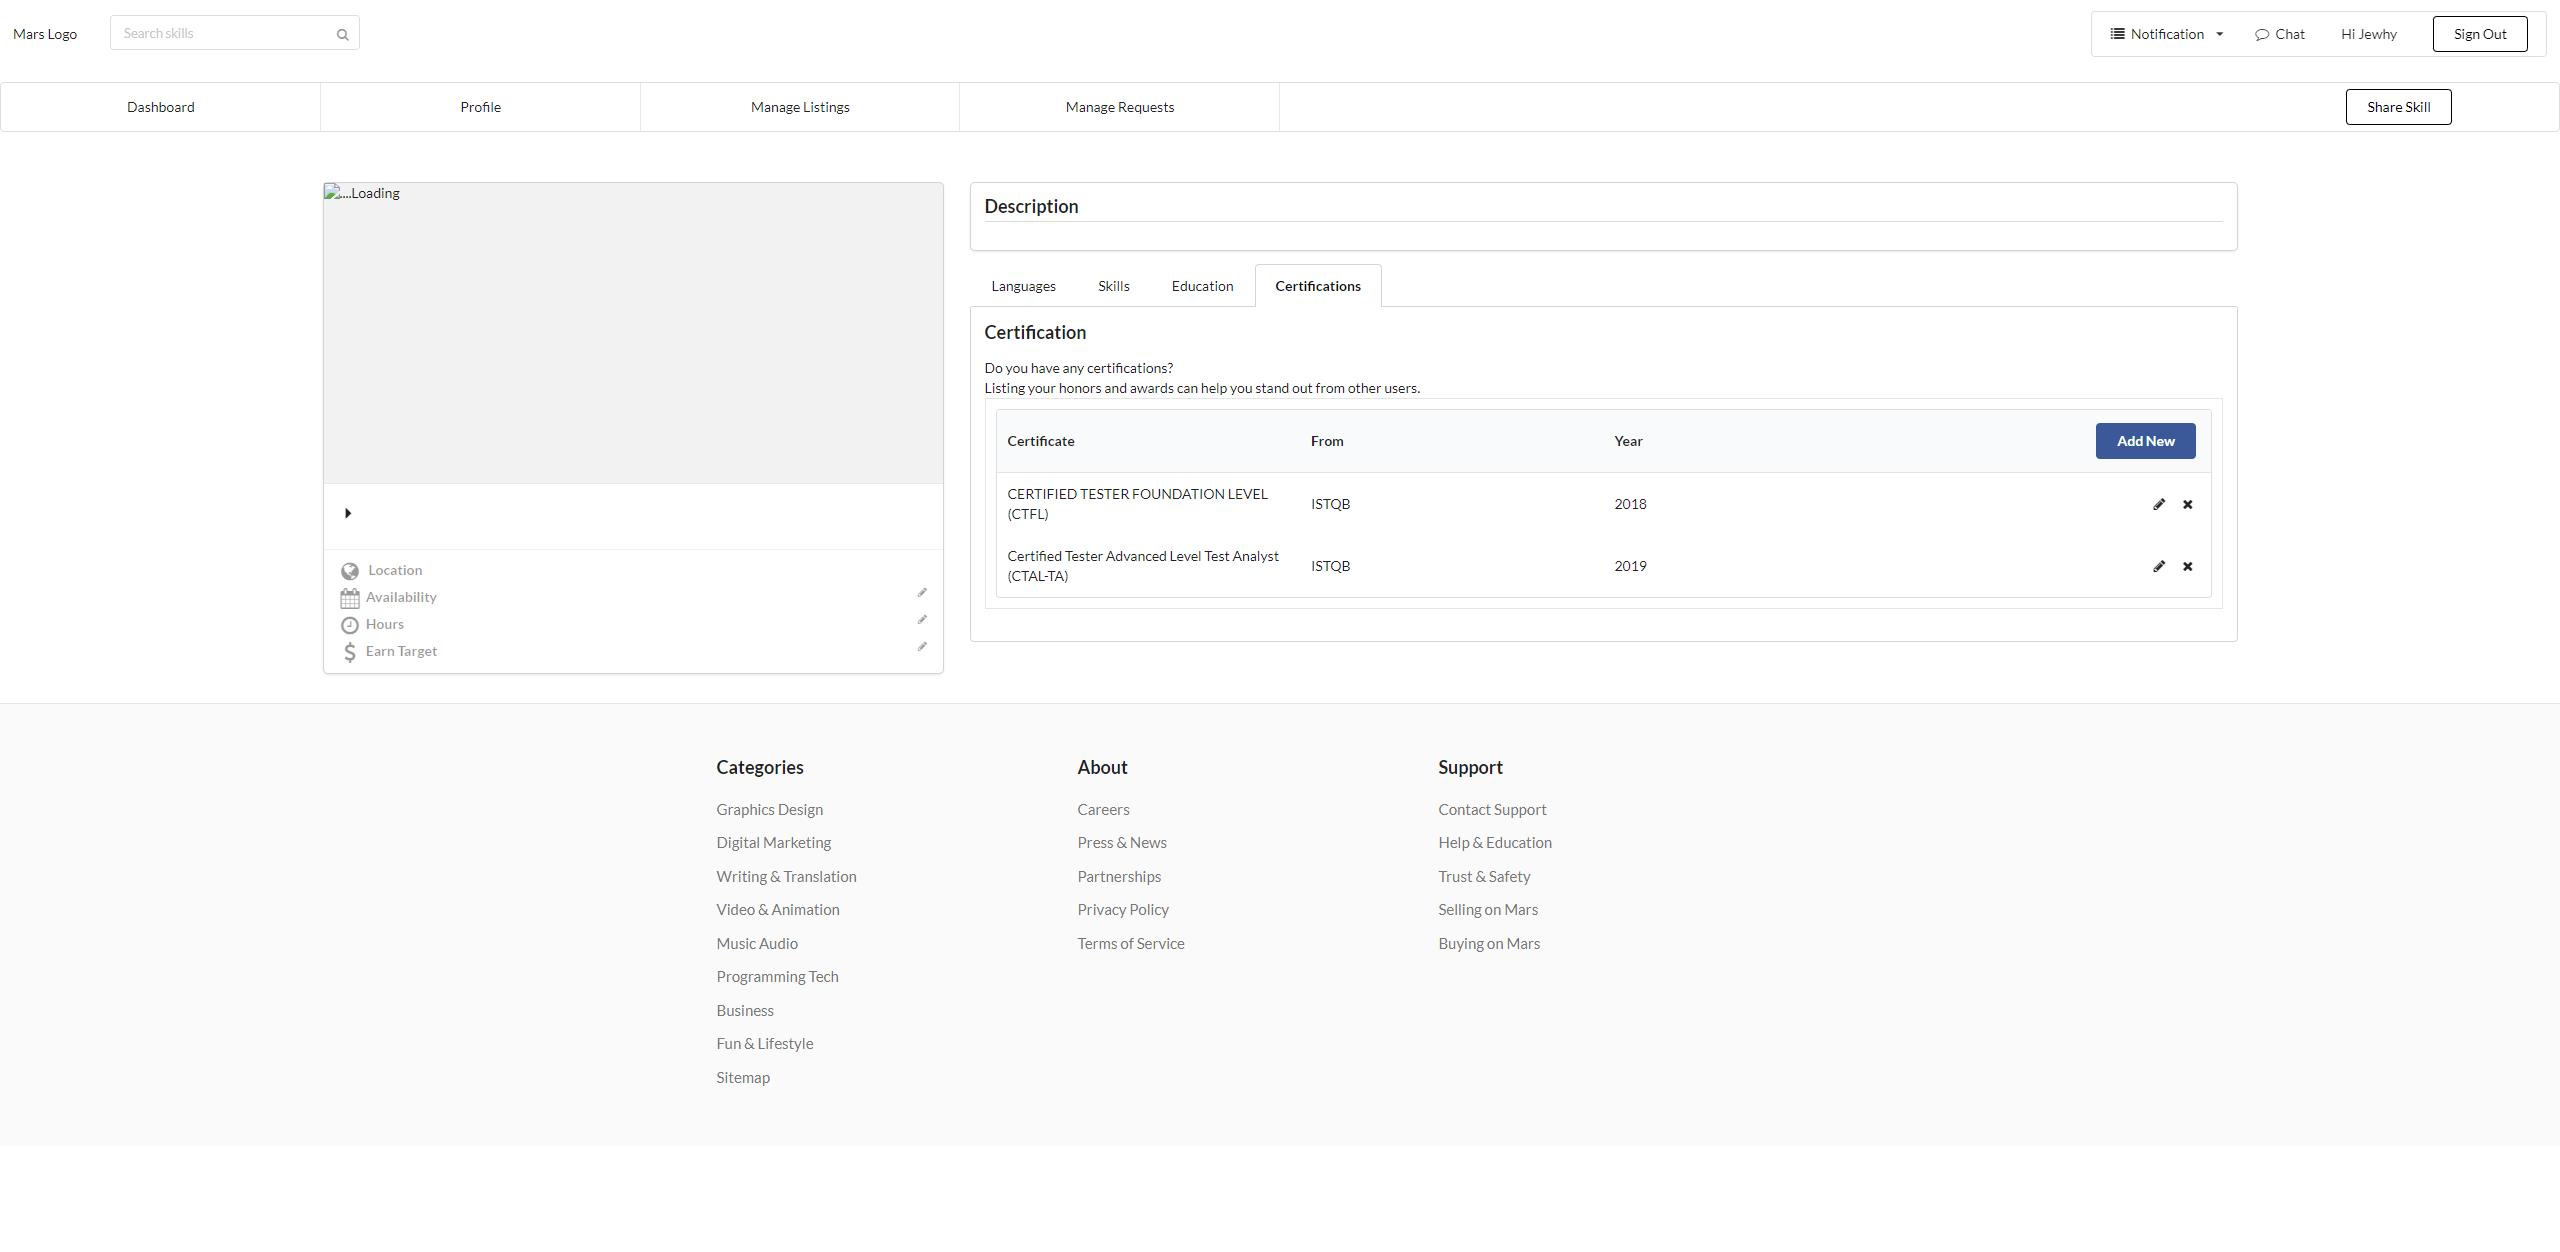 Mars Logo
Search skills
Notification
Chat
Hi Jewhy
Sign Out
Dashboard
Profile
Manage Listings
Manage Requests
Share Skill
...Loading
Location
Availability
Hours
Earn Target
Description
Languages
Skills
Education
Certifications
Certification
Do you have any certifications?
Listing your honors and awards can help you stand out from other users.
Certificate
From
Year
Add New
CERTIFIED TESTER FOUNDATION LEVEL
(CTFL)
ISTQB
2018
Certified Tester Advanced Level Test Analyst
(CTAL-TA)
ISTQB
2019
Categories
Graphics Design
Digital Marketing
Writing & Translation
Video & Animation
Music Audio
Programming Tech
Business
Fun & Lifestyle
Sitemap
About
Careers
Press & News
Partnerships
Privacy Policy
Terms of Service
Support
Contact Support
Help & Education
Trust & Safety
Selling on Mars
Buying on Mars